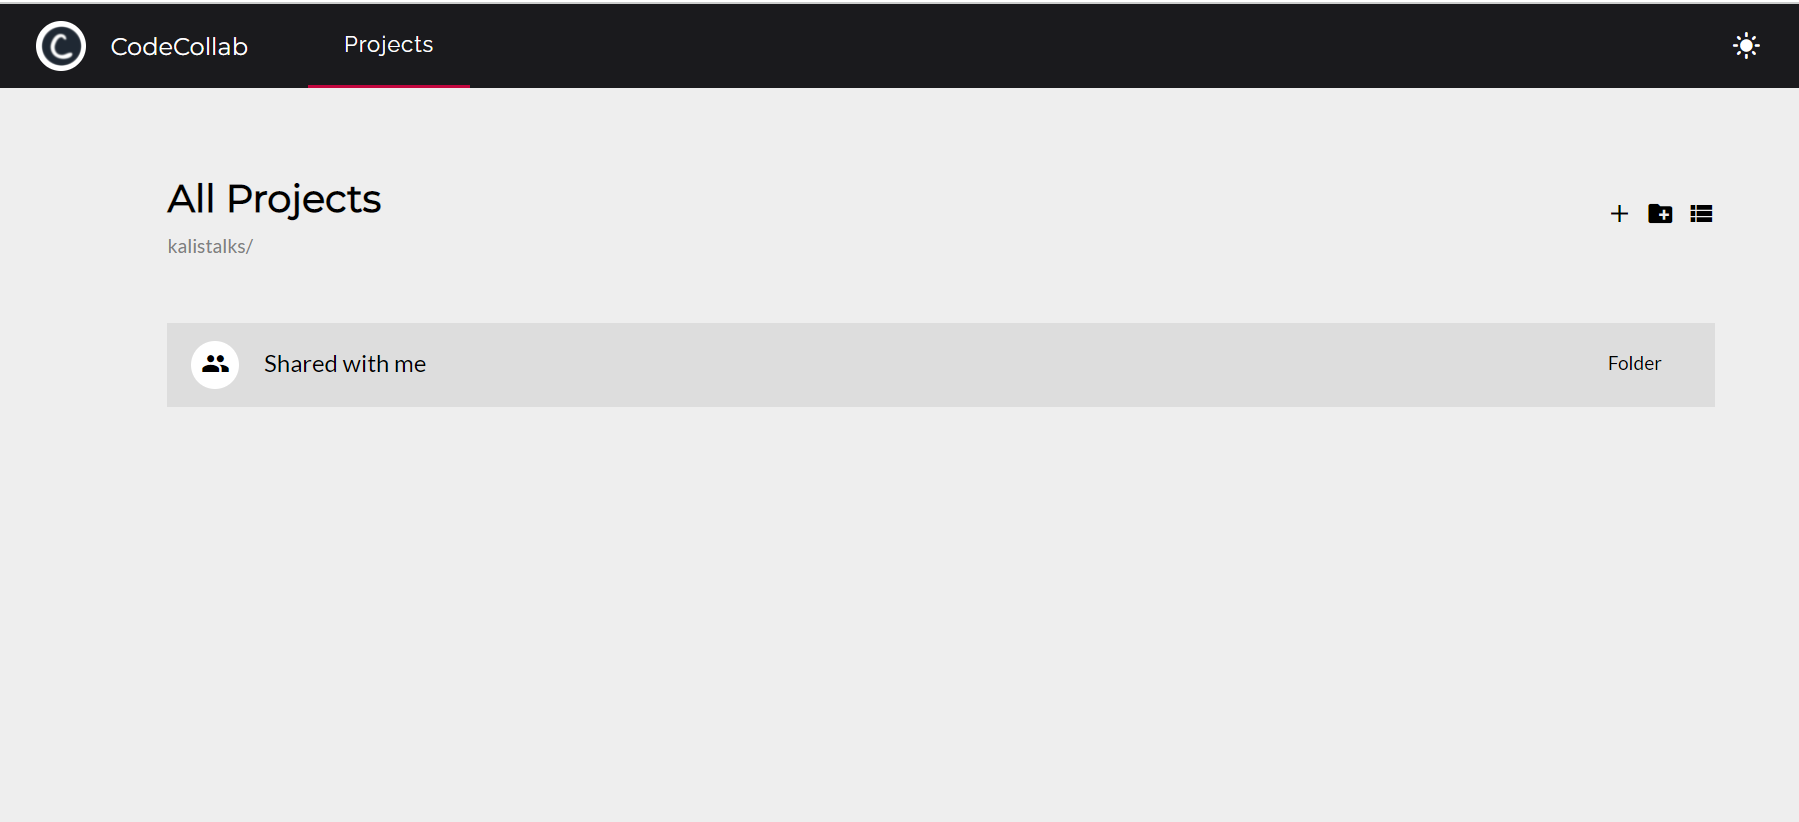 C CodeCollab Projects
All Projects
kalistalks/
Shared with me Folder